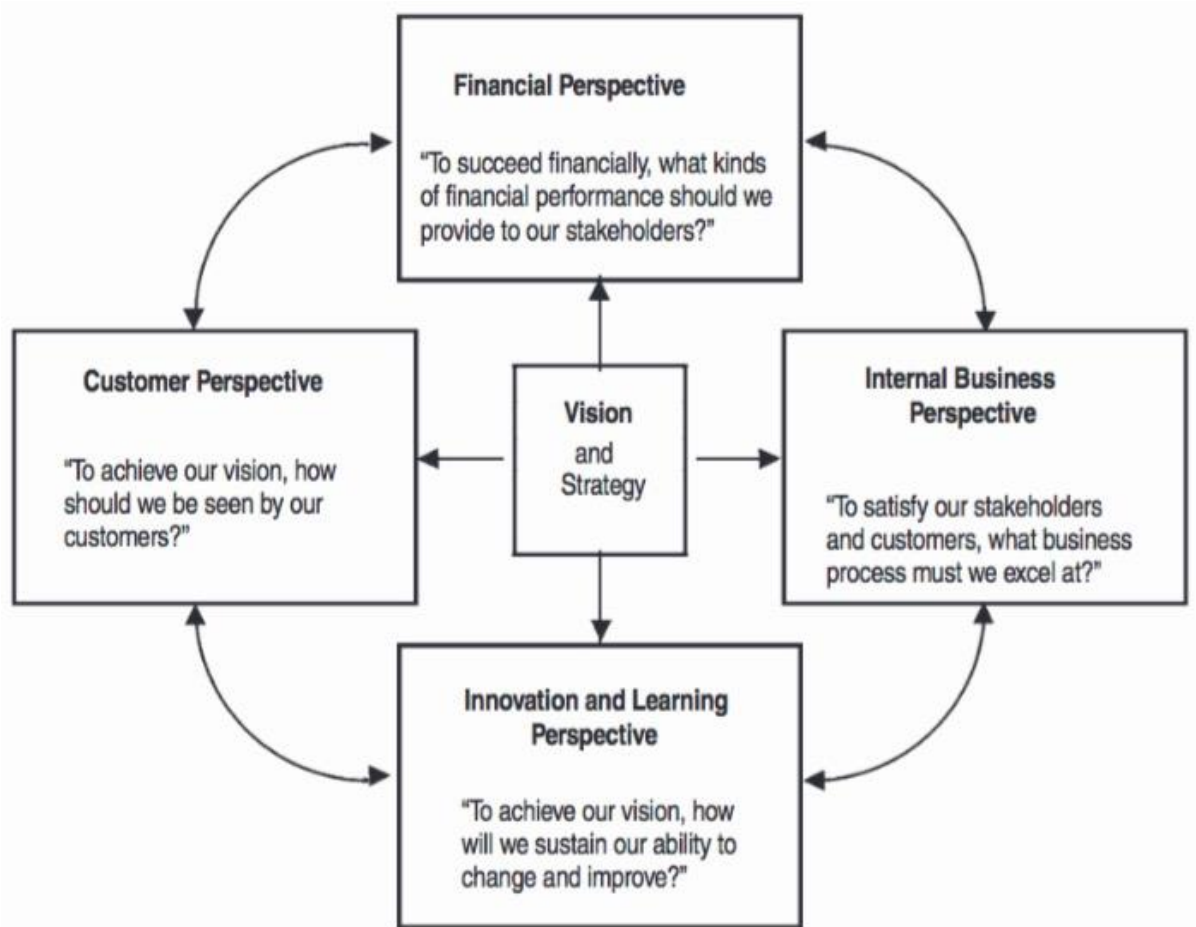 Financial Perspective
“To succeed financially, what kinds
of financial performance should we
provide to our stakeholders?”
Customer Perspective
“To achieve our vision, how
should we be seen by our
customers?”
Vision
and
Strategy
Internal Business
Perspective
“To satisfy our stakeholders
and customers, what business
process must we excel at?”
Innovation and Learning
Perspective
“To achieve our vision, how
will we sustain our ability to
change and improve?”